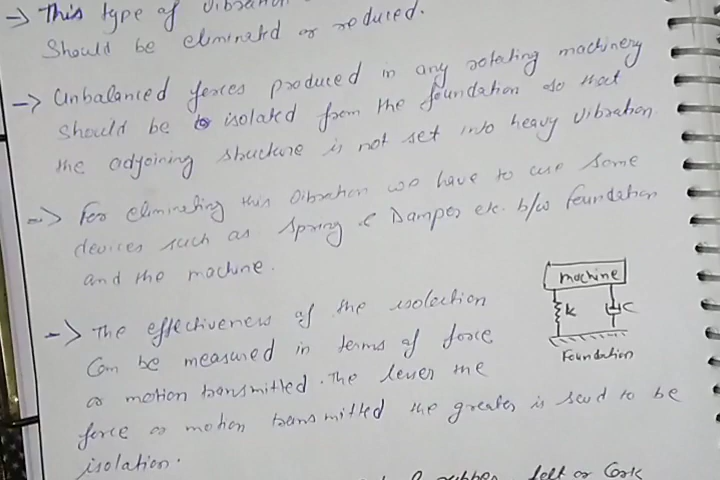 -> This type of Vibration
Should be eliminated or reduced.
-> Unbalanced forces produced in any rotating machinery
should be isolated from the foundation so that
the adjoining structure is not set into heavy vibration
-> For eliminating this vibration we have to use some
devices such as spring & Damper etc. b/w foundation
and the machine.
machine
k
C
Foundation
-> The effectiveness of the isolation
Can be measured in terms of force
or motion transmitted. The lesser the
force or motion transmitted the greater is said to be
isolation.
rubber, felt or Cork